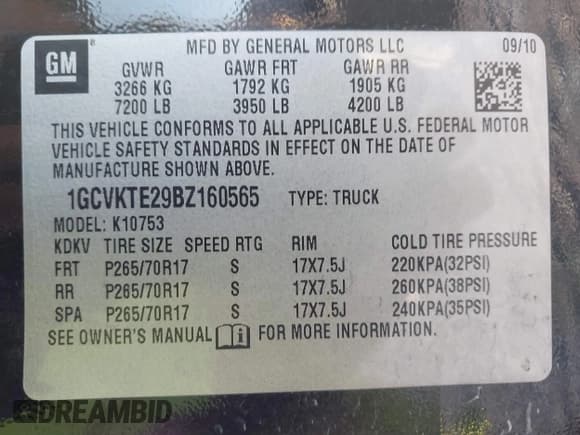 GM ®
MFD BY GENERAL MOTORS LLC 09/10
GVWR GAWR FRT GAWR RR
3266 KG 1792 KG 1905 KG
7200 LB 3950 LB 4200 LB
THIS VEHICLE CONFORMS TO ALL APPLICABLE U.S. FEDERAL MOTOR
VEHICLE SAFETY STANDARDS IN EFFECT ON THE DATE OF
MANUFACTURE SHOWN ABOVE.
1GCVKTE29BZ160565 TYPE: TRUCK
MODEL: K10753
KDKV TIRE SIZE SPEED RTG RIM COLD TIRE PRESSURE
FRT P265/70R17 S 17X7.5J 220KPA(32PSI)
RR P265/70R17 S 17X7.5J 260KPA(38PSI)
SPA P265/70R17 S 17X7.5J 240KPA(35PSI)
SEE OWNER'S MANUAL i FOR MORE INFORMATION.
DREAMBID